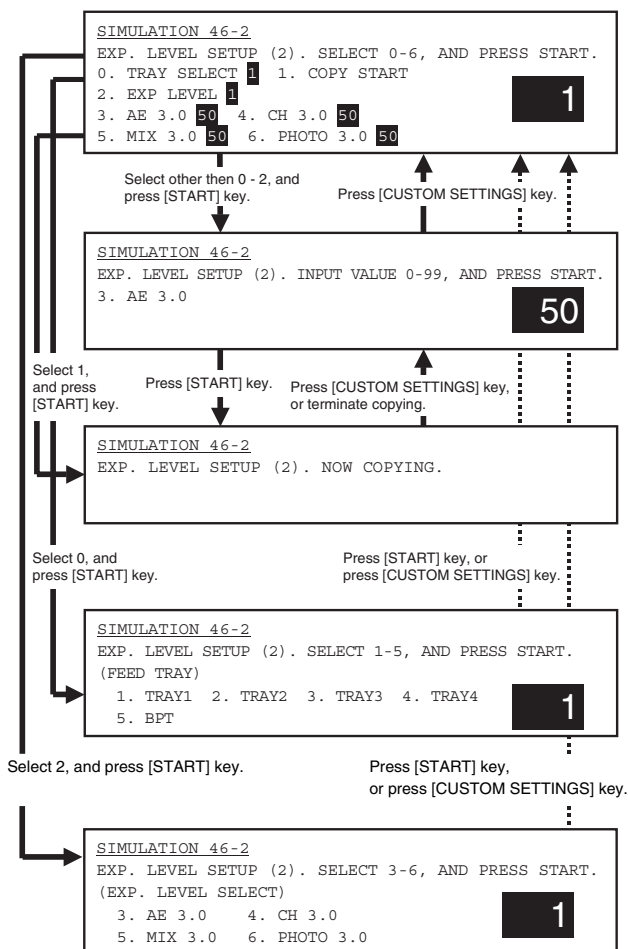 SIMULATION 46-2
EXP. LEVEL SETUP (2). SELECT 0-6, AND PRESS START.
0. TRAY SELECT 1 1. COPY START
2. EXP LEVEL 1
1
3. AE 3.0 50 4. CH 3.0 50
5. MIX 3.0 50 6. PHOTO 3.0 50
Select other then 0 - 2, and
press [START] key.
Press [CUSTOM SETTINGS] key.
SIMULATION 46-2
EXP. LEVEL SETUP (2). INPUT VALUE 0-99, AND PRESS START.
3. AE 3.0
50
Select 1,
and press
[START] key.
Press [START] key.
Press [CUSTOM SETTINGS] key,
or terminate copying.
SIMULATION 46-2
EXP. LEVEL SETUP (2). NOW COPYING.
Select 0, and
press [START] key.
Press [START] key, or
press [CUSTOM SETTINGS] key.
SIMULATION 46-2
EXP. LEVEL SETUP (2). SELECT 1-5, AND PRESS START.
(FEED TRAY)
1. TRAY1 2. TRAY2 3. TRAY3 4. TRAY4
5. BPT
1
Select 2, and press [START] key.
Press [START] key,
or press [CUSTOM SETTINGS] key.
SIMULATION 46-2
EXP. LEVEL SETUP (2). SELECT 3-6, AND PRESS START.
(EXP. LEVEL SELECT)
3. AE 3.0 4. CH 3.0
5. MIX 3.0 6. PHOTO 3.0
1